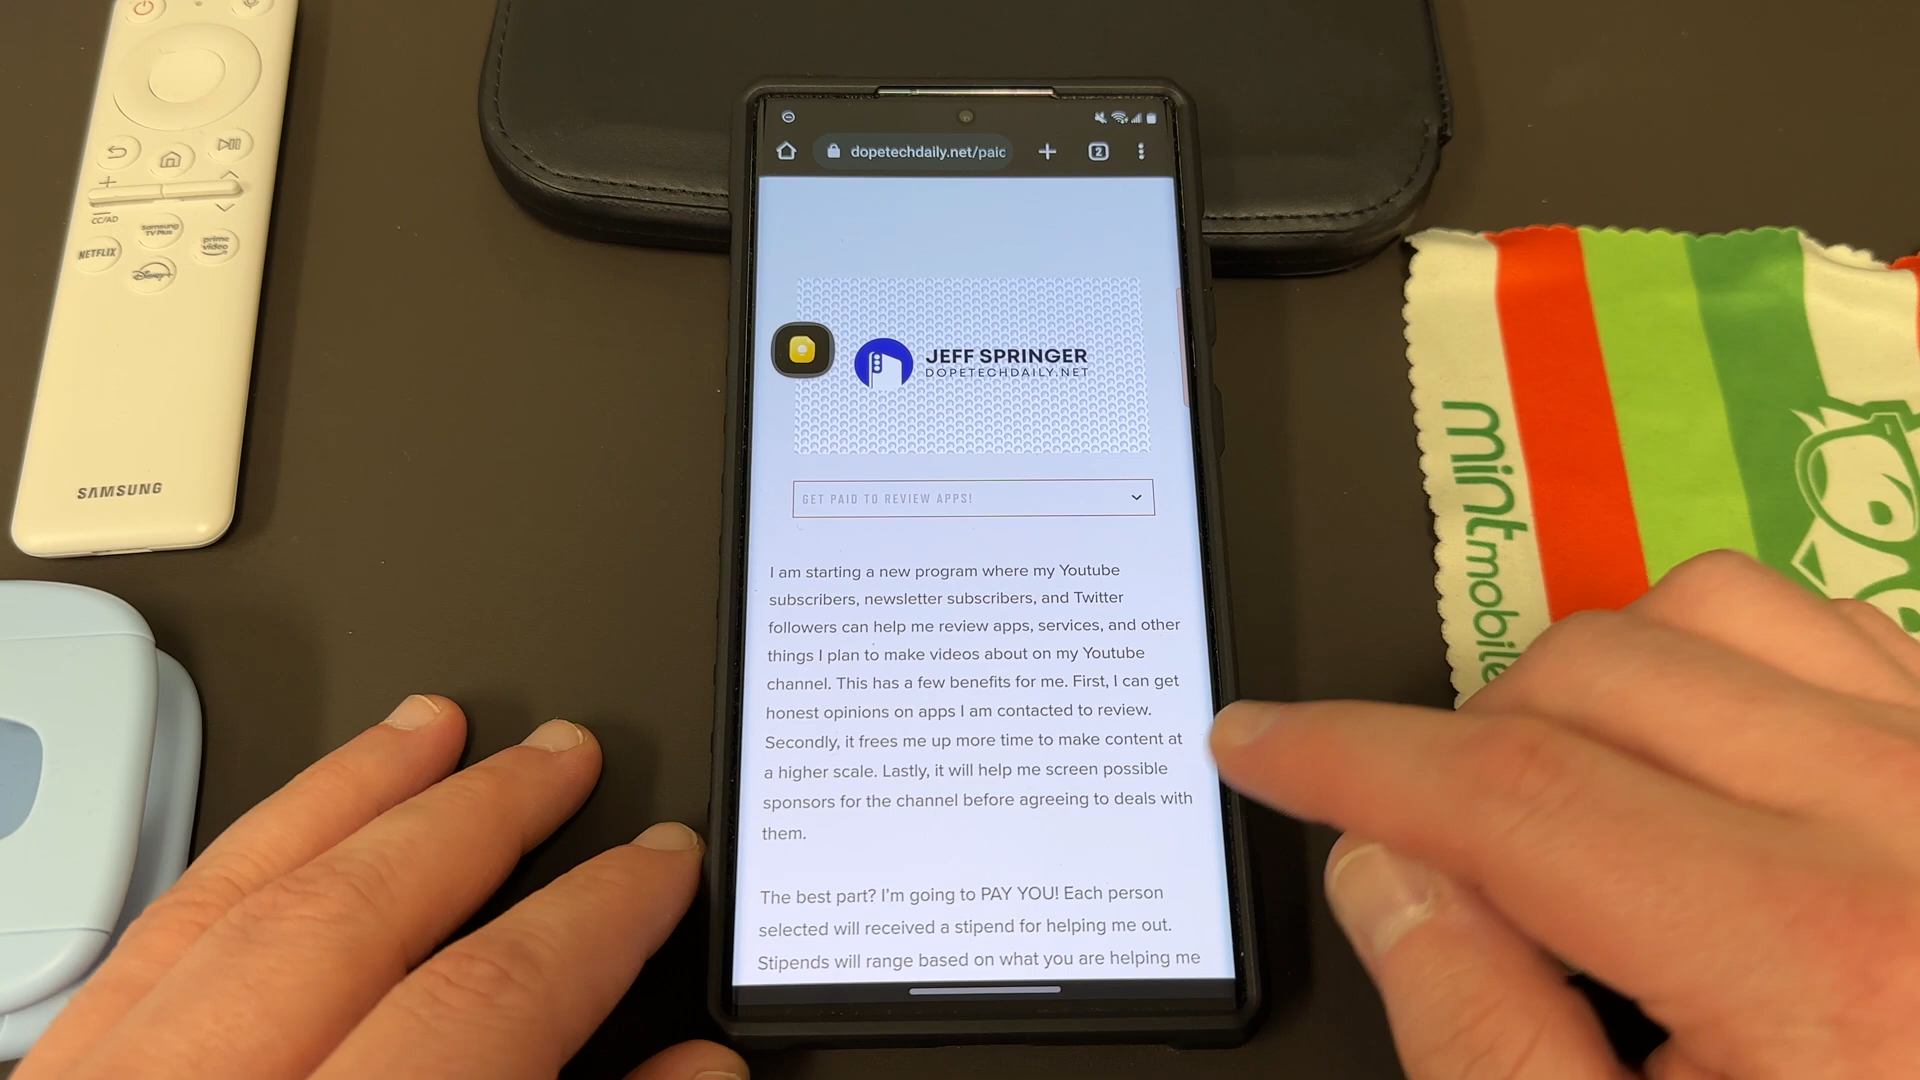 CC/AD
SAMSUNG TV Plus
NETFLIX
prime video
Disney+
SAMSUNG
2
dopetechdaily.net/paic
JEFF SPRINGER
DOPETECHDAILY.NET
GET PAID TO REVIEW APPS!
I am starting a new program where my Youtube
subscribers, newsletter subscribers, and Twitter
followers can help me review apps, services, and other
things I plan to make videos about on my Youtube
channel. This has a few benefits for me. First, I can get
honest opinions on apps I am contacted to review.
Secondly, it frees me up more time to make content at
a higher scale. Lastly, it will help me screen possible
sponsors for the channel before agreeing to deals with
them.
The best part? I'm going to PAY YOU! Each person
selected will received a stipend for helping me out.
Stipends will range based on what you are helping me
mint mobile